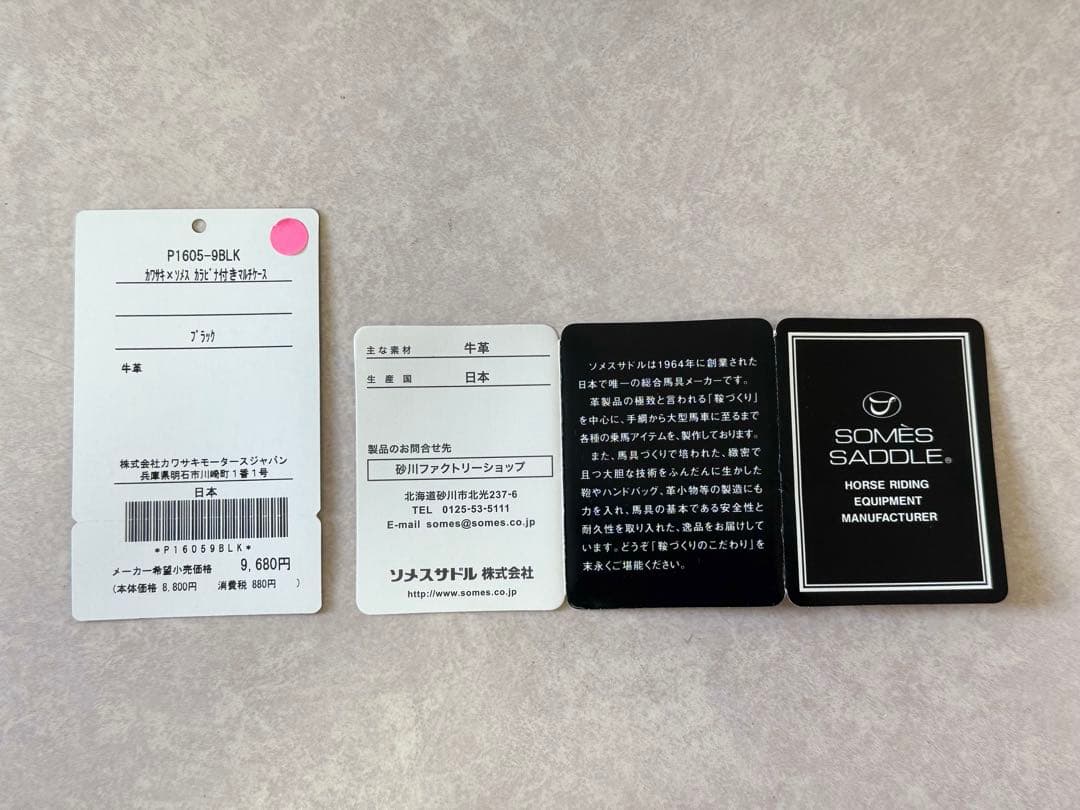 P1605-9BLK
ｶﾜｻｷ×ｿﾒｽ ｶﾗﾋﾞﾅ付きﾏﾙﾁｹｰｽ
ﾌﾞﾗｯｸ
牛革
株式会社カワサキモータースジャパン
兵庫県明石市川崎町１番１号
日本
*P16059BLK*
メーカー希望小売価格 9,680円
(本体価格 8,800円 消費税 880円 )
主な素材 牛革
生産国 日本
製品のお問合せ先
砂川ファクトリーショップ
北海道砂川市北光237-6
TEL 0125-53-5111
E-mail somes@somes.co.jp
ソメスサドル 株式会社
http://www.somes.co.jp
ソメスサドルは1964年に創業された
日本で唯一の総合馬具メーカーです。
革製品の極致と言われる「鞍づくり」
を中心に、手綱から大型馬車に至るまで
各種の乗馬アイテムを、製作しております。
また、馬具づくりで培われた、緻密で
且つ大胆な技術をふんだんに生かした
鞄やハンドバッグ、革小物等の製造にも
力を入れ、馬具の基本である安全性と
耐久性を取り入れた、逸品をお届けして
います。どうぞ「鞍づくりのこだわり」を
末永くご堪能ください。
SOMÈS
SADDLE®
HORSE RIDING
EQUIPMENT
MANUFACTURER